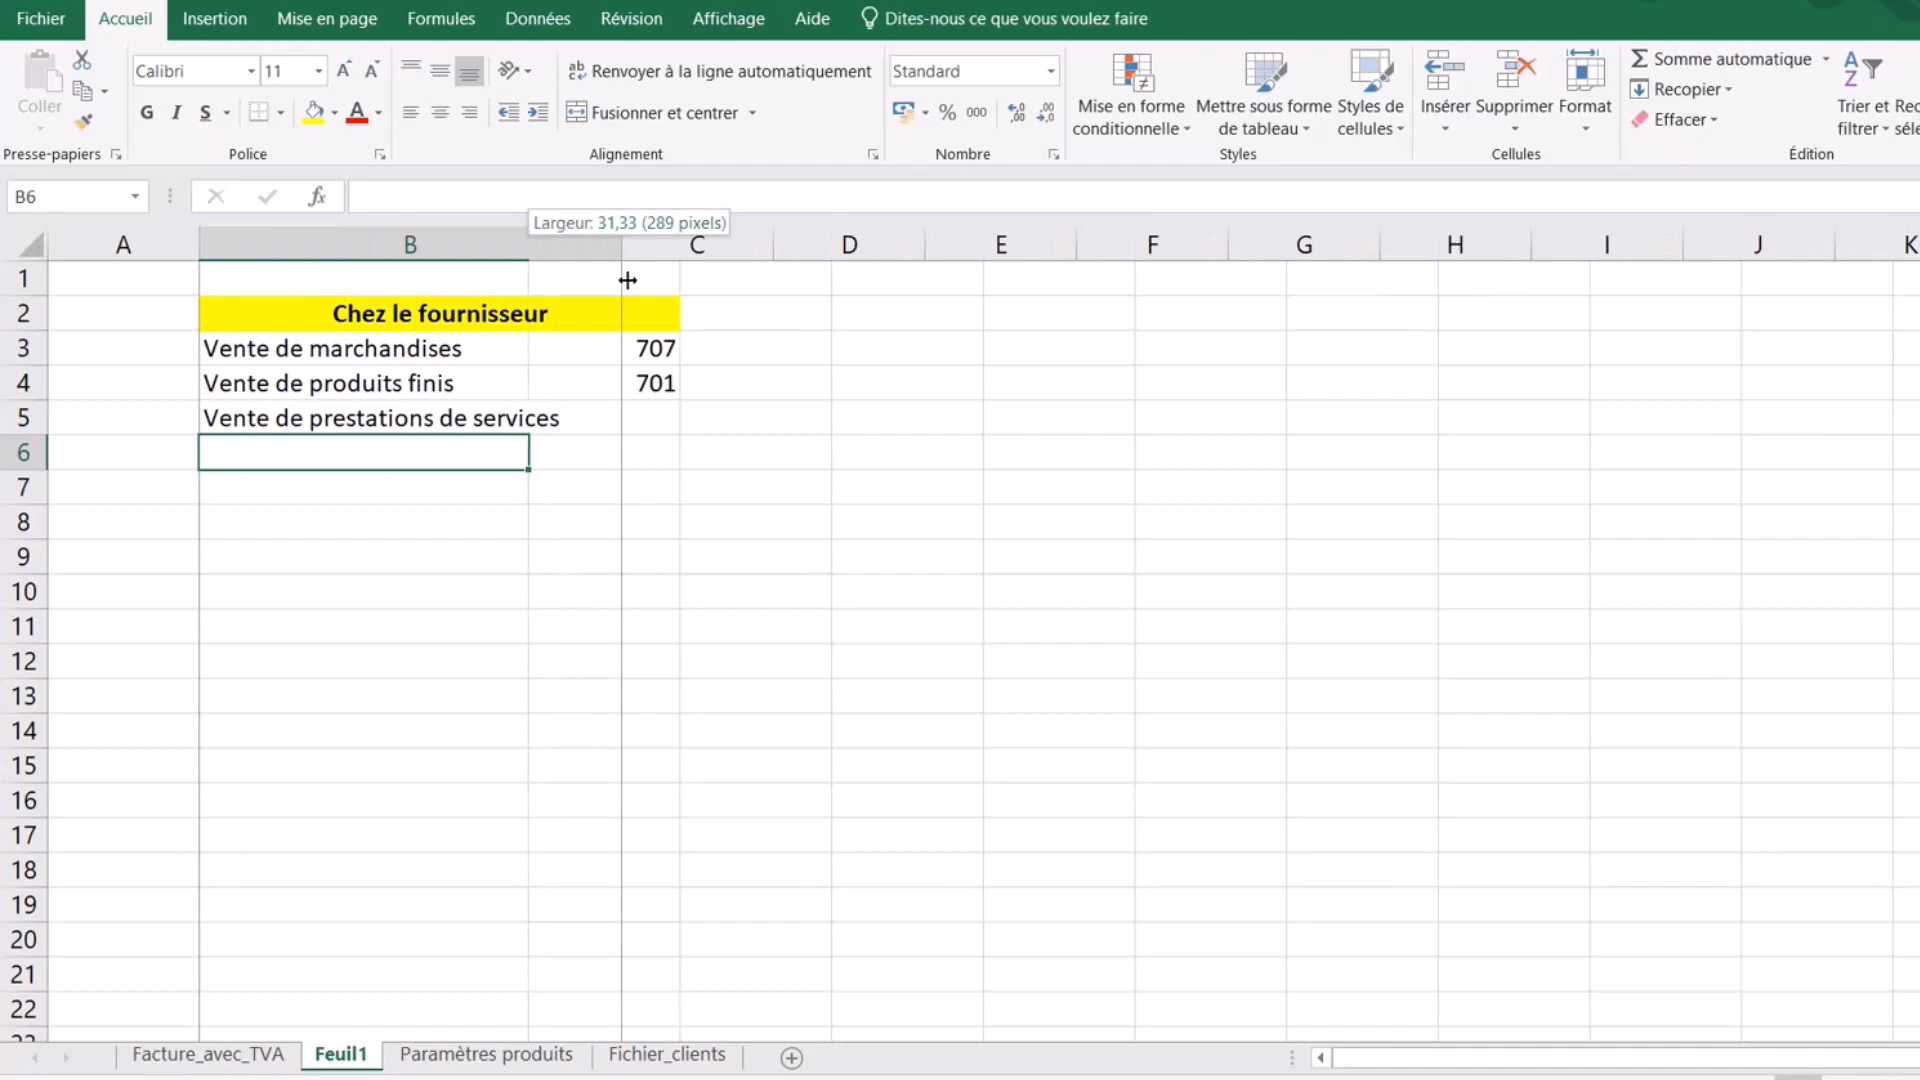 Fichier Accueil Insertion Mise en page Formules Données Révision Affichage Aide Dites-nous ce que vous voulez faire
Coller Calibri 11 A A ab Renvoyer à la ligne automatiquement Standard Somme automatique
G I S A Fusionner et centrer % 000 ,00 ,00 Mise en forme conditionnelle Mettre sous forme de tableau Styles de cellules Insérer Supprimer Format Recopier
Effacer Trier et filtrer
Presse-papiers Police Alignement Nombre Styles Cellules Édition
B6 fx
Largeur: 31,33 (289 pixels)
A B C D E F G H I J K
1
2 Chez le fournisseur
3 Vente de marchandises 707
4 Vente de produits finis 701
5 Vente de prestations de services
6
7
8
9
10
11
12
13
14
15
16
17
18
19
20
21
22
Facture_avec_TVA Feuil1 Paramètres produits Fichier_clients